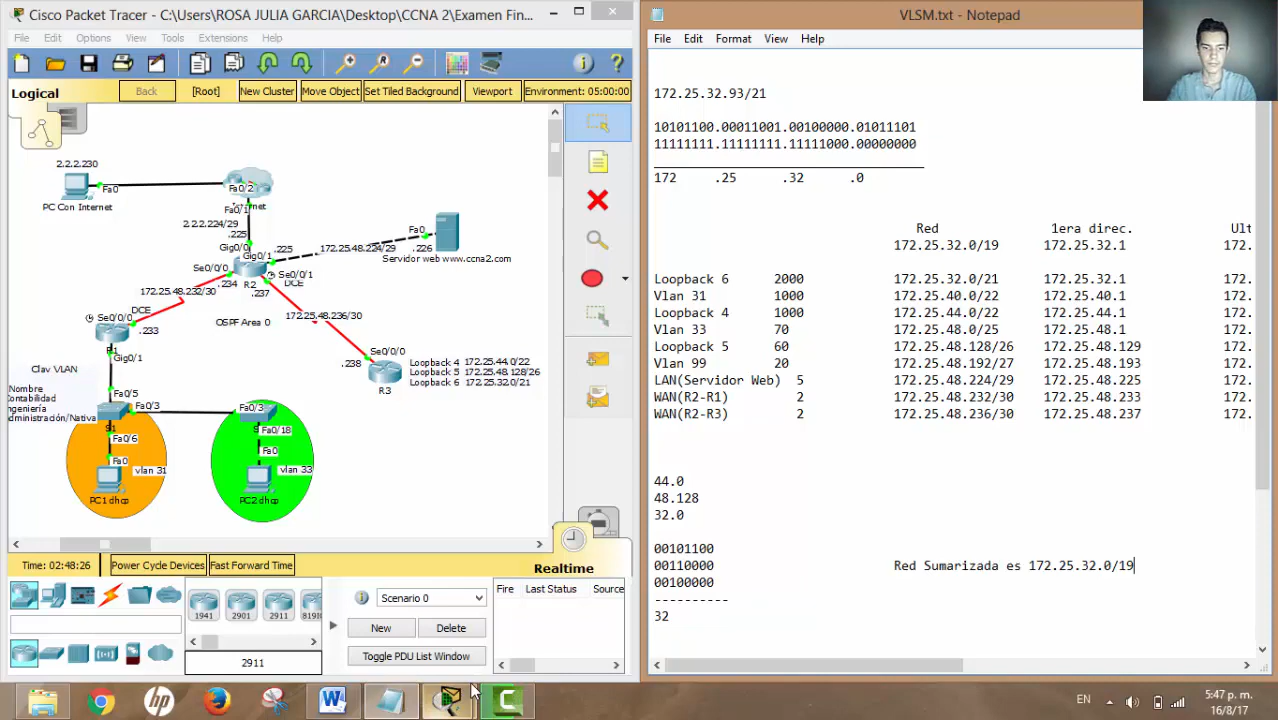 Cisco Packet Tracer - C:\Users\ROSA JULIA GARCIA\Desktop\CCNA 2\Examen Fin...
File Edit Options View Tools Extensions Help
Logical Back [Root] New Cluster Move Object Set Tiled Background Viewport Environment: 05:00:00
2.2.2.230
Fa0
PC Con Internet
Fa0/2
Fa0/1
2.2.2.224/29
.225
Gig0/0
Gig0/1
.225
172.25.48.224/29
Fa0
.226
Servidor web www.ccna2.com
Se0/0/0
.234
R2
Se0/0/1
DCE
.237
172.25.48.232/30
172.25.48.236/30
OSPF Area 0
DCE
Se0/0/0
.233
R1
Gig0/1
Se0/0/0
.238
R3
Loopback 4 172.25.44.0/22
Loopback 5 172.25.48.128/26
Loopback 6 172.25.32.0/21
Clav VLAN
Nombre
Contabilidad
ngeniería
dministración/Nativa
Fa0/5
Fa0/3
Fa0/3
S1
Fa0/6
Fa0/18
Fa0
vlan 31
PC1 dhcp
Fa0
vlan 33
PC2 dhcp
Time: 02:48:26 Power Cycle Devices Fast Forward Time
Realtime
1941 2901 2911
2911
Scenario 0
New Delete
Toggle PDU List Window
Fire Last Status Source
VLSM.txt - Notepad
File Edit Format View Help
172.25.32.93/21
10101100.00011001.00100000.01011101
11111111.11111111.11111000.00000000
172 .25 .32 .0
Red 1era direc. Ult
172.25.32.0/19 172.25.32.1 172.
Loopback 6 2000 172.25.32.0/21 172.25.32.1 172.
Vlan 31 1000 172.25.40.0/22 172.25.40.1 172.
Loopback 4 1000 172.25.44.0/22 172.25.44.1 172.
Vlan 33 70 172.25.48.0/25 172.25.48.1 172.
Loopback 5 60 172.25.48.128/26 172.25.48.129 172.
Vlan 99 20 172.25.48.192/27 172.25.48.193 172.
LAN(Servidor Web) 5 172.25.48.224/29 172.25.48.225 172.
WAN(R2-R1) 2 172.25.48.232/30 172.25.48.233 172.
WAN(R2-R3) 2 172.25.48.236/30 172.25.48.237 172.
44.0
48.128
32.0
00101100
00110000 Red Sumarizada es 172.25.32.0/19
00100000
----------
32
EN 5:47 p. m.
16/8/17